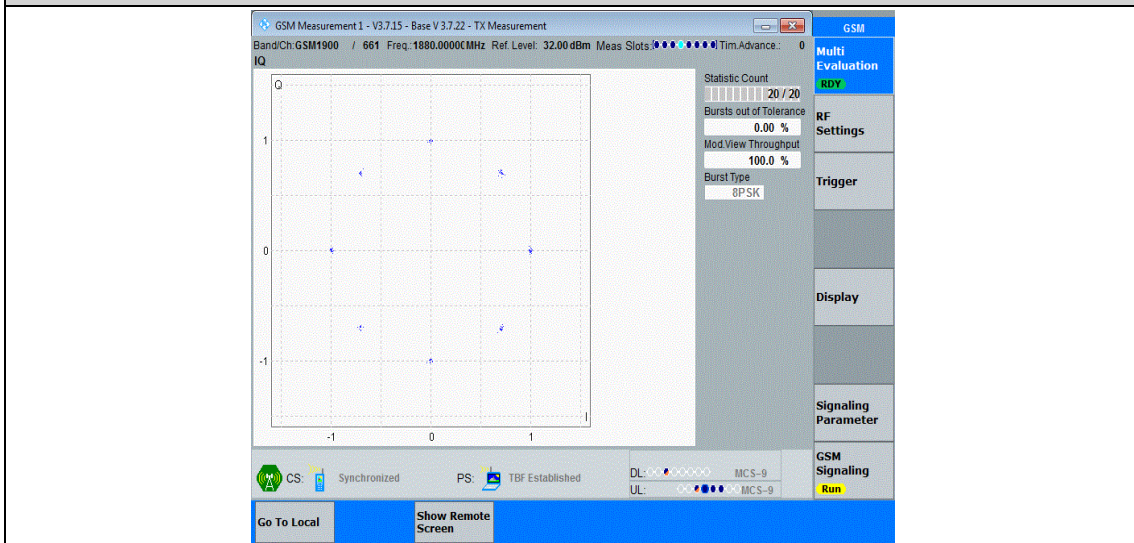 GSM Measurement 1 - V3.7.15 - Base V 3.7.22 - TX Measurement
GSM
Band/Ch:GSM1900 / 661 Freq.:1880.0000CMHz Ref. Level: 32.00 dBm Meas Slots: Tim.Advance.: 0
IQ
Multi
Evaluation
RDY
Q
Statistic Count
20 / 20
Bursts out of Tolerance
0.00 %
Mod.View Throughput
100.0 %
Burst Type
8PSK
RF
Settings
Trigger
Display
Signaling
Parameter
GSM
Signaling
Run
1
0
-1
I
-1 0 1
CS: Synchronized PS: TBF Established
DL: MCS-9
UL: MCS-9
Go To Local
Show Remote
Screen